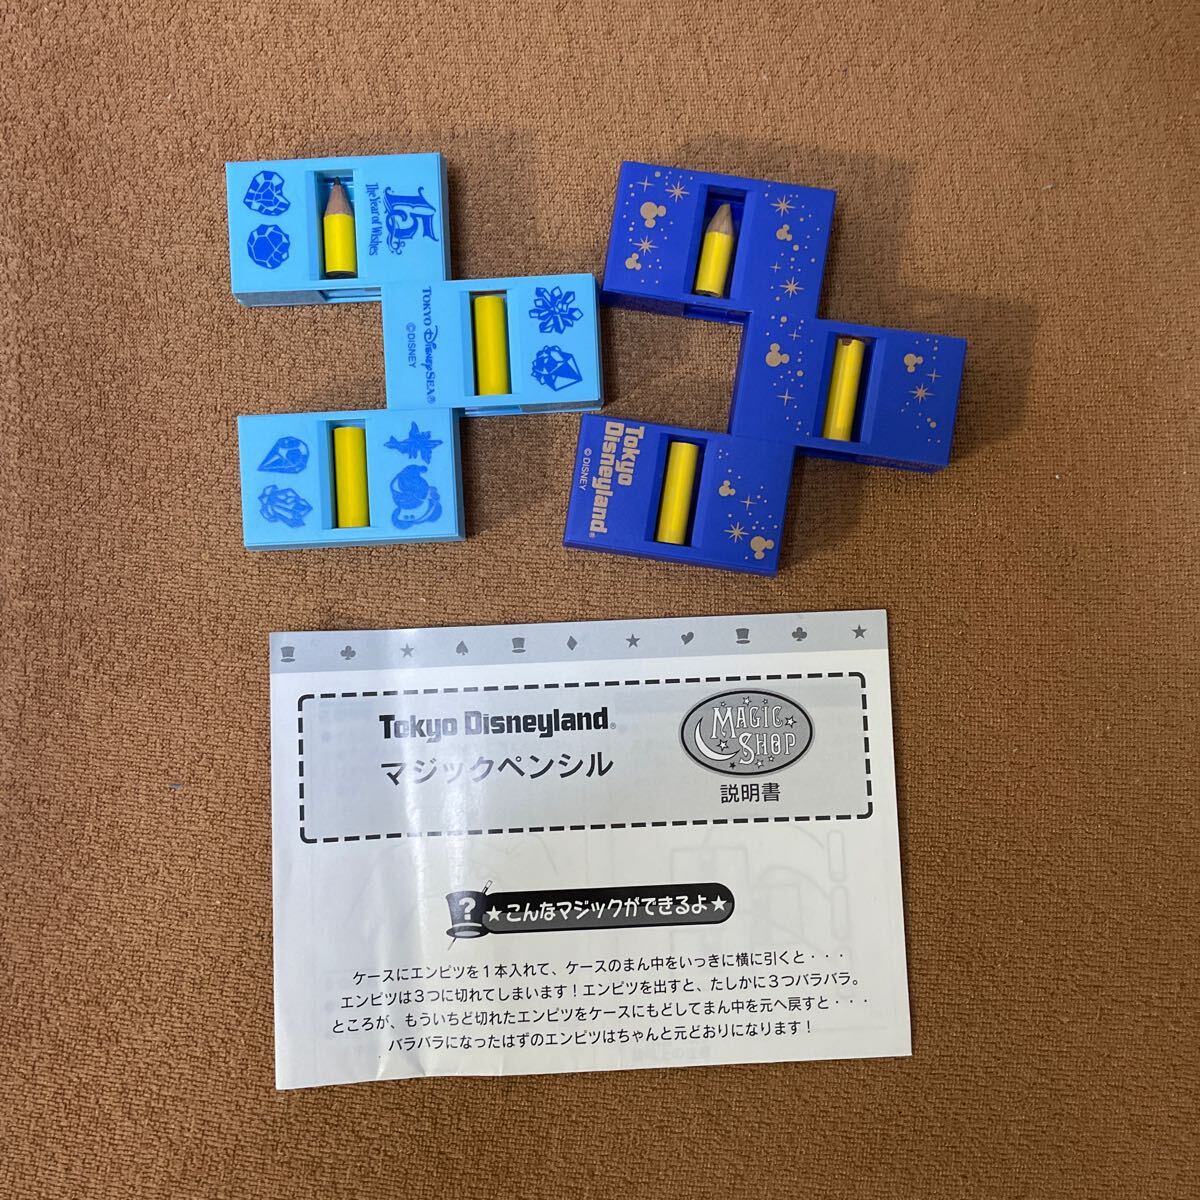 15
The Year of Wishes
TOKYO DISNEYSEA®
©DISNEY
Tokyo
Disneyland®
©DISNEY
Tokyo Disneyland®
マジックペンシル
MAGIC
SHOP
説明書
?
★こんなマジックができるよ★
ケースにエンピツを1本入れて、ケースのまん中をいっきに横に引くと・・・
エンピツは3つに切れてしまいます！エンピツを出すと、たしかに3つバラバラ。
ところが、もういちど切れたエンピツをケースにもどしてまん中を元へ戻すと・・・
バラバラになったはずのエンピツはちゃんと元どおりになります！